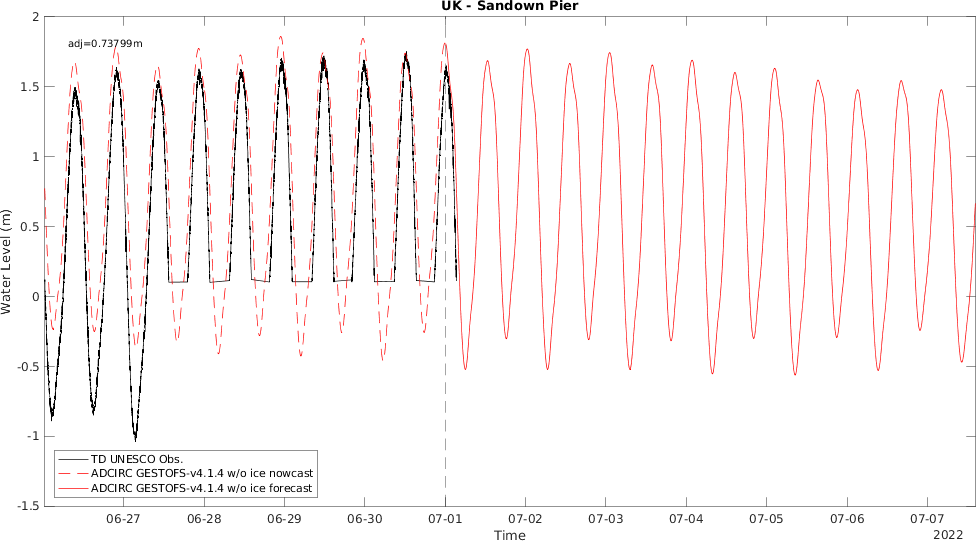 UK - Sandown Pier
adj=0.73799m
Water Level (m)
2
1.5
1
0.5
0
-0.5
-1
-1.5
TD UNESCO Obs.
ADCIRC GESTOFS-v4.1.4 w/o ice nowcast
ADCIRC GESTOFS-v4.1.4 w/o ice forecast
06-27 06-28 06-29 06-30 07-01 07-02 07-03 07-04 07-05 07-06 07-07
Time
2022